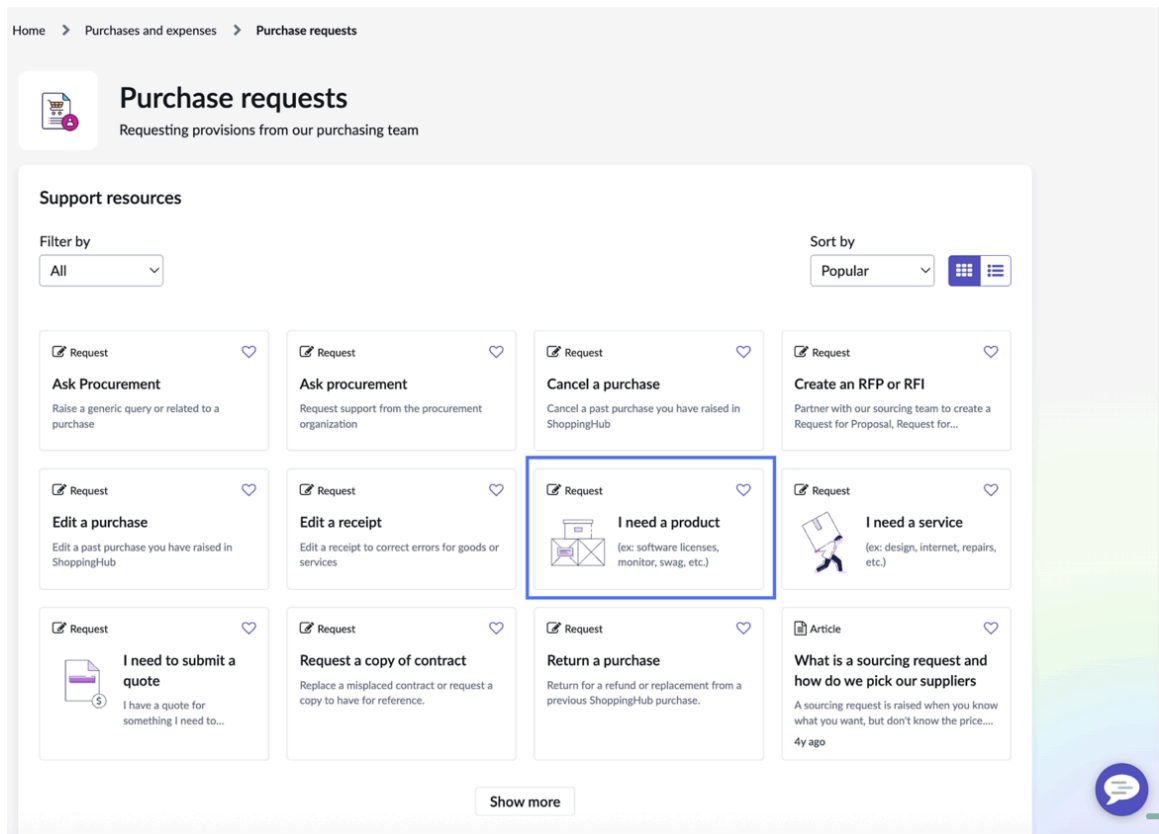 Home > Purchases and expenses > Purchase requests
Purchase requests
Requesting provisions from our purchasing team
Support resources
Filter by
All
Sort by
Popular
Request
Ask Procurement
Raise a generic query or related to a
purchase
Request
Ask procurement
Request support from the procurement
organization
Request
Cancel a purchase
Cancel a past purchase you have raised in
ShoppingHub
Request
Create an RFP or RFI
Partner with our sourcing team to create a
Request for Proposal, Request for...
Request
Edit a purchase
Edit a past purchase you have raised in
ShoppingHub
Request
Edit a receipt
Edit a receipt to correct errors for goods or
services
Request
I need a product
(ex: software licenses,
monitor, swag, etc.)
Request
I need a service
(ex: design, internet, repairs,
etc.)
Request
I need to submit a
quote
I have a quote for
something I need to...
Request
Request a copy of contract
Replace a misplaced contract or request a
copy to have for reference.
Request
Return a purchase
Return for a refund or replacement from a
previous ShoppingHub purchase.
Article
What is a sourcing request and
how do we pick our suppliers
A sourcing request is raised when you know
what you want, but don't know the price....
4y ago
Show more